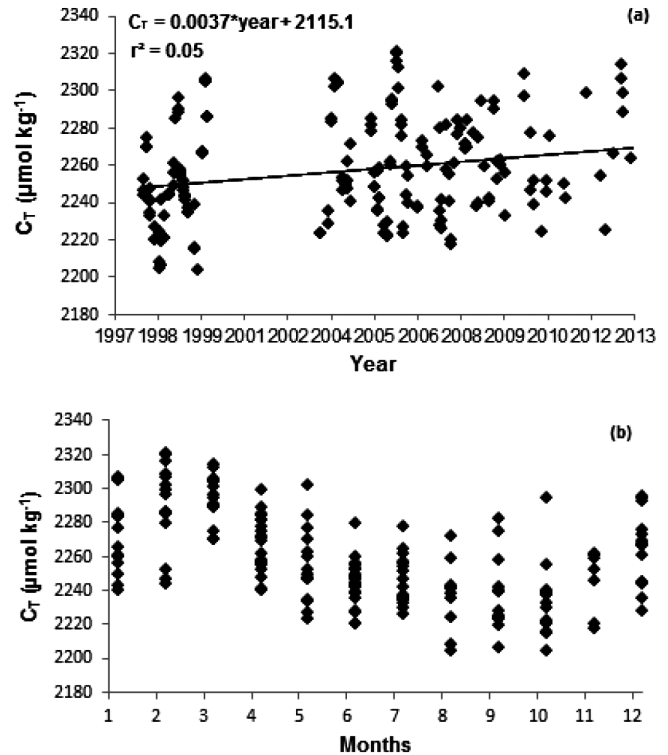 (a)
C_T = 0.0037*year+ 2115.1
r² = 0.05
2340
2320
2300
2280
2260
2240
2220
2200
2180
C_T (µmol kg⁻¹)
1997 1998 1999 2001 2002 2004 2005 2006 2008 2009 2010 2012 2013
Year
(b)
2340
2320
2300
2280
2260
2240
2220
2200
2180
C_T (µmol kg⁻¹)
1 2 3 4 5 6 7 8 9 10 11 12
Months